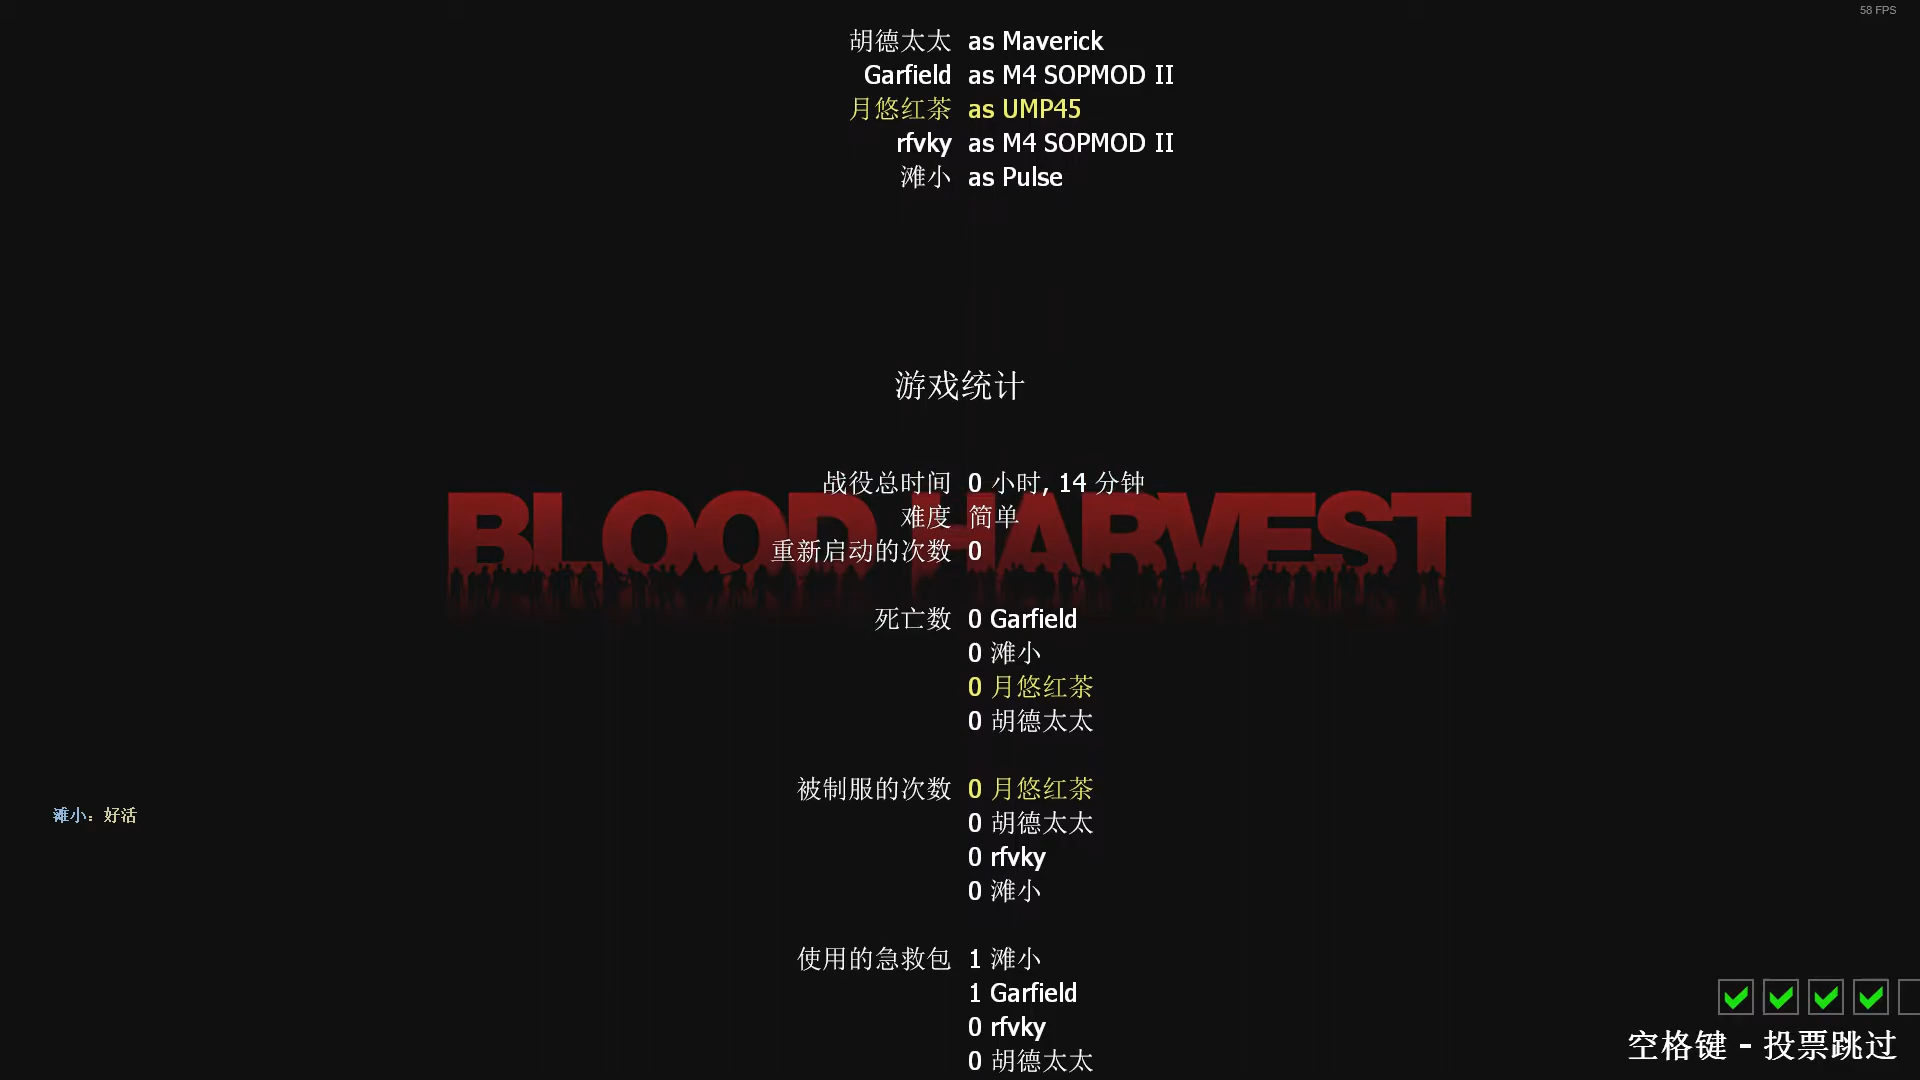 58 FPS
胡德太太 as Maverick
Garfield as M4 SOPMOD II
月悠红茶 as UMP45
rfvky as M4 SOPMOD II
滩小 as Pulse
游戏统计
战役总时间 0 小时, 14 分钟
难度 简单
重新启动的次数 0
BLOOD HARVEST
死亡数 0 Garfield
0 滩小
0 月悠红茶
0 胡德太太
被制服的次数 0 月悠红茶
0 胡德太太
0 rfvky
0 滩小
滩小: 好活
使用的急救包 1 滩小
1 Garfield
0 rfvky
0 胡德太太
空格键 - 投票跳过